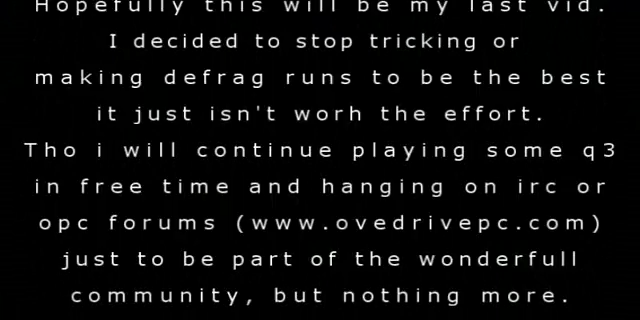 Hopefully this will be my last vid.
I decided to stop tricking or
making defrag runs to be the best
it just isn't worh the effort.
Tho i will continue playing some q3
in free time and hanging on irc or
opc forums (www.ovedrivepc.com)
just to be part of the wonderfull
community, but nothing more.